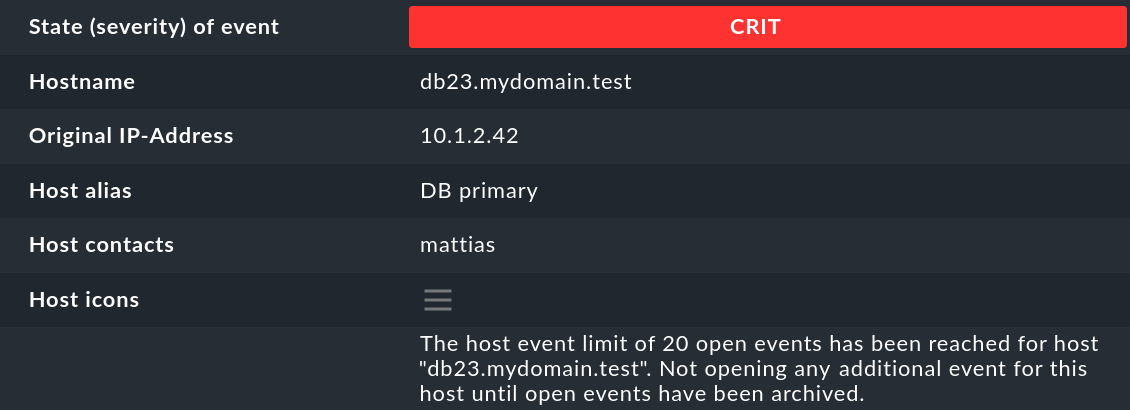 State (severity) of event CRIT
Hostname db23.mydomain.test
Original IP-Address 10.1.2.42
Host alias DB primary
Host contacts mattias
Host icons
The host event limit of 20 open events has been reached for host
"db23.mydomain.test". Not opening any additional event for this
host until open events have been archived.